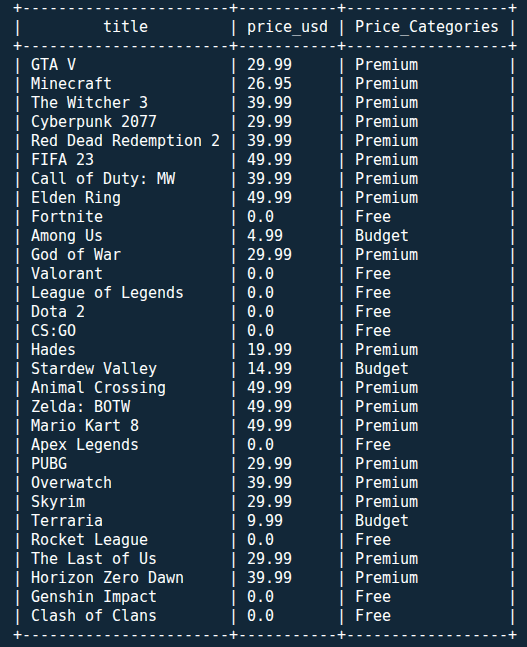 +-----------------------+-----------+------------------+
|         title         | price_usd | Price_Categories |
+-----------------------+-----------+------------------+
| GTA V                 | 29.99     | Premium          |
| Minecraft             | 26.95     | Premium          |
| The Witcher 3         | 39.99     | Premium          |
| Cyberpunk 2077        | 29.99     | Premium          |
| Red Dead Redemption 2 | 39.99     | Premium          |
| FIFA 23               | 49.99     | Premium          |
| Call of Duty: MW      | 39.99     | Premium          |
| Elden Ring            | 49.99     | Premium          |
| Fortnite              | 0.0       | Free             |
| Among Us              | 4.99      | Budget           |
| God of War            | 29.99     | Premium          |
| Valorant              | 0.0       | Free             |
| League of Legends     | 0.0       | Free             |
| Dota 2                | 0.0       | Free             |
| CS:GO                 | 0.0       | Free             |
| Hades                 | 19.99     | Premium          |
| Stardew Valley        | 14.99     | Budget           |
| Animal Crossing       | 49.99     | Premium          |
| Zelda: BOTW           | 49.99     | Premium          |
| Mario Kart 8          | 49.99     | Premium          |
| Apex Legends          | 0.0       | Free             |
| PUBG                  | 29.99     | Premium          |
| Overwatch             | 39.99     | Premium          |
| Skyrim                | 29.99     | Premium          |
| Terraria              | 9.99      | Budget           |
| Rocket League         | 0.0       | Free             |
| The Last of Us        | 29.99     | Premium          |
| Horizon Zero Dawn     | 39.99     | Premium          |
| Genshin Impact        | 0.0       | Free             |
| Clash of Clans        | 0.0       | Free             |
+-----------------------+-----------+------------------+